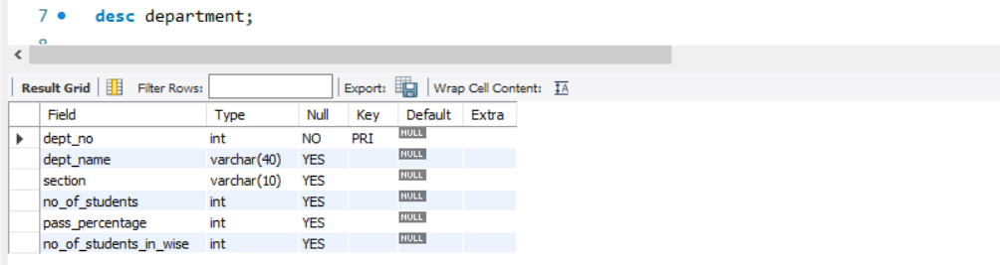 7 desc department;
Result Grid Filter Rows: Export: Wrap Cell Content: IA
Field Type Null Key Default Extra
dept_no int NO PRI NULL
dept_name varchar(40) YES NULL
section varchar(10) YES NULL
no_of_students int YES NULL
pass_percentage int YES NULL
no_of_students_in_wise int YES NULL